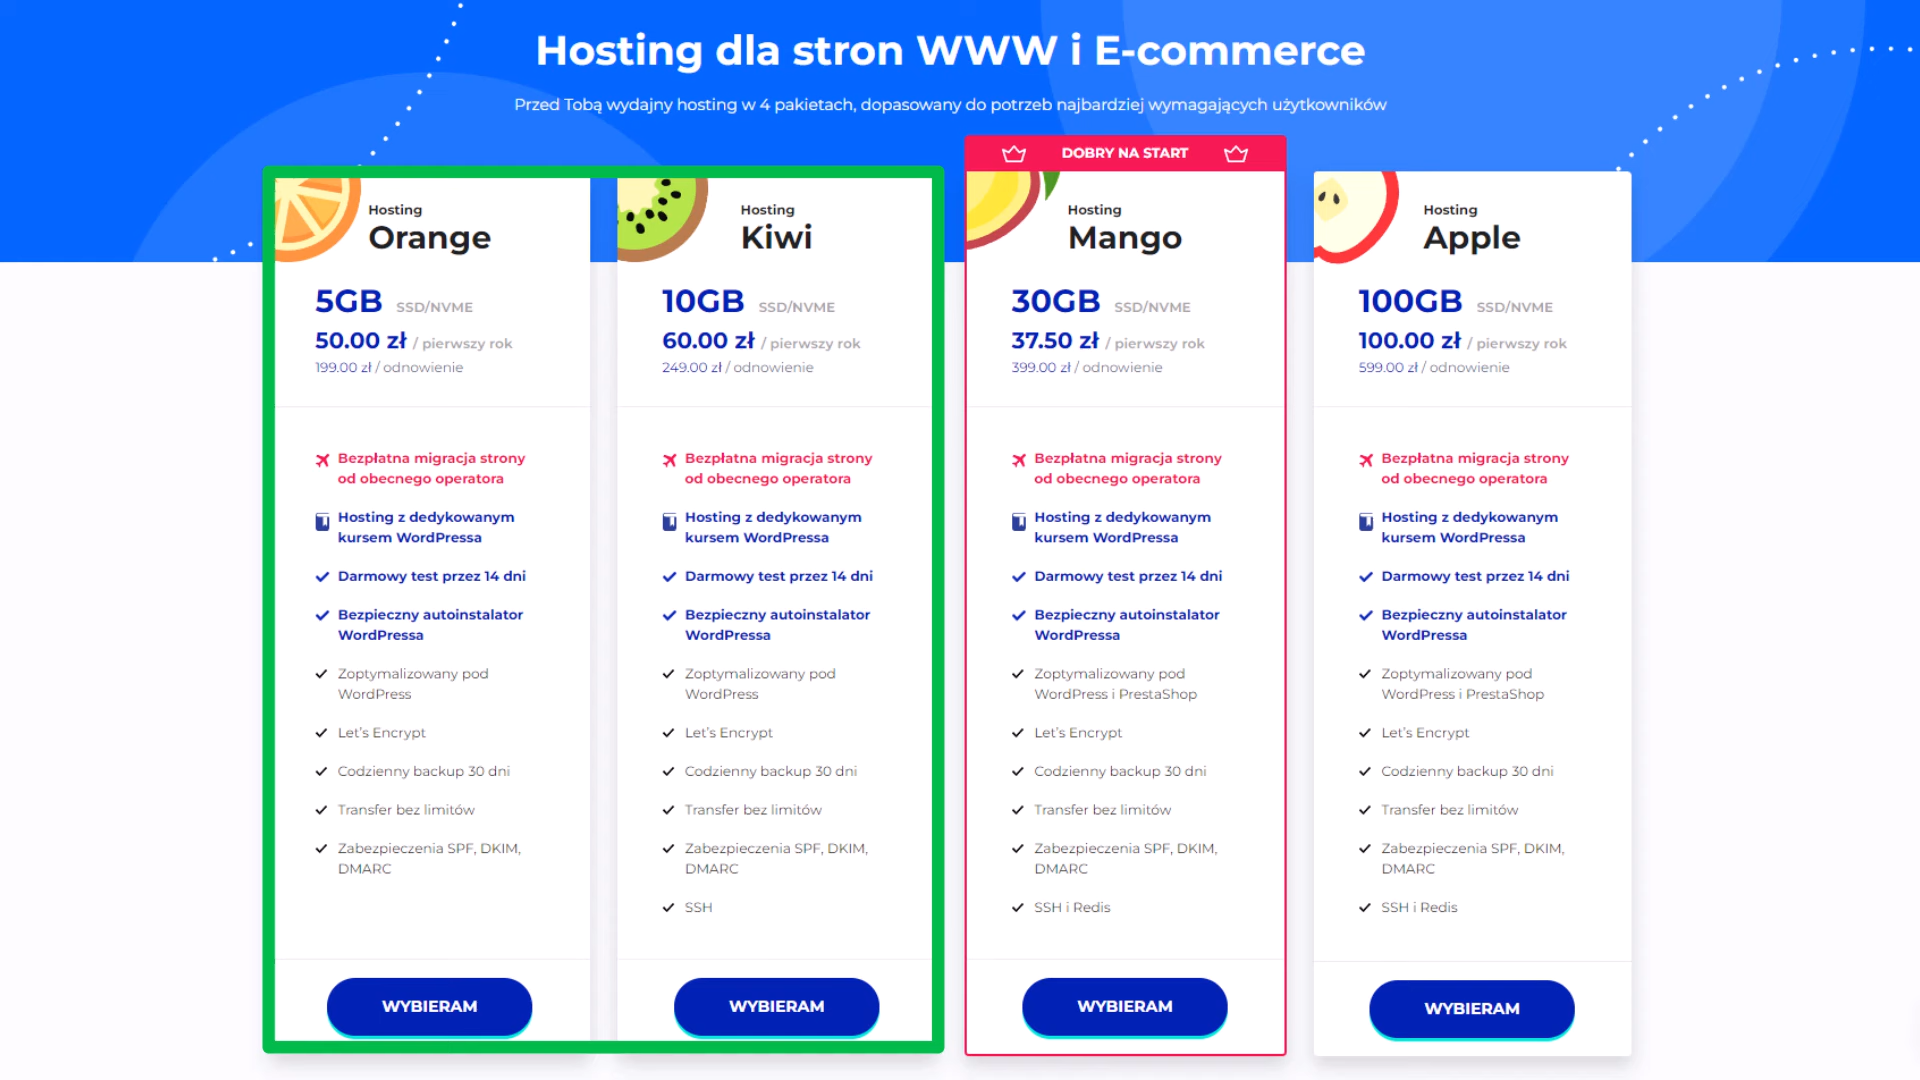 Hosting dla stron WWW i E-commerce
Przed Tobą wydajny hosting w 4 pakietach, dopasowany do potrzeb najbardziej wymagających użytkowników
Hosting
Orange
5GB SSD/NVME
50.00 zł / pierwszy rok
199.00 zł / odnowienie
Bezpłatna migracja strony
od obecnego operatora
Hosting z dedykowanym
kursem WordPressa
Darmowy test przez 14 dni
Bezpieczny autoinstalator
WordPressa
Zoptymalizowany pod
WordPress
Let's Encrypt
Codzienny backup 30 dni
Transfer bez limitów
Zabezpieczenia SPF, DKIM,
DMARC
WYBIERAM
Hosting
Kiwi
10GB SSD/NVME
60.00 zł / pierwszy rok
249.00 zł / odnowienie
Bezpłatna migracja strony
od obecnego operatora
Hosting z dedykowanym
kursem WordPressa
Darmowy test przez 14 dni
Bezpieczny autoinstalator
WordPressa
Zoptymalizowany pod
WordPress
Let's Encrypt
Codzienny backup 30 dni
Transfer bez limitów
Zabezpieczenia SPF, DKIM,
DMARC
SSH
WYBIERAM
DOBRY NA START
Hosting
Mango
30GB SSD/NVME
37.50 zł / pierwszy rok
399.00 zł / odnowienie
Bezpłatna migracja strony
od obecnego operatora
Hosting z dedykowanym
kursem WordPressa
Darmowy test przez 14 dni
Bezpieczny autoinstalator
WordPressa
Zoptymalizowany pod
WordPress i PrestaShop
Let's Encrypt
Codzienny backup 30 dni
Transfer bez limitów
Zabezpieczenia SPF, DKIM,
DMARC
SSH i Redis
WYBIERAM
Hosting
Apple
100GB SSD/NVME
100.00 zł / pierwszy rok
599.00 zł / odnowienie
Bezpłatna migracja strony
od obecnego operatora
Hosting z dedykowanym
kursem WordPressa
Darmowy test przez 14 dni
Bezpieczny autoinstalator
WordPressa
Zoptymalizowany pod
WordPress i PrestaShop
Let's Encrypt
Codzienny backup 30 dni
Transfer bez limitów
Zabezpieczenia SPF, DKIM,
DMARC
SSH i Redis
WYBIERAM